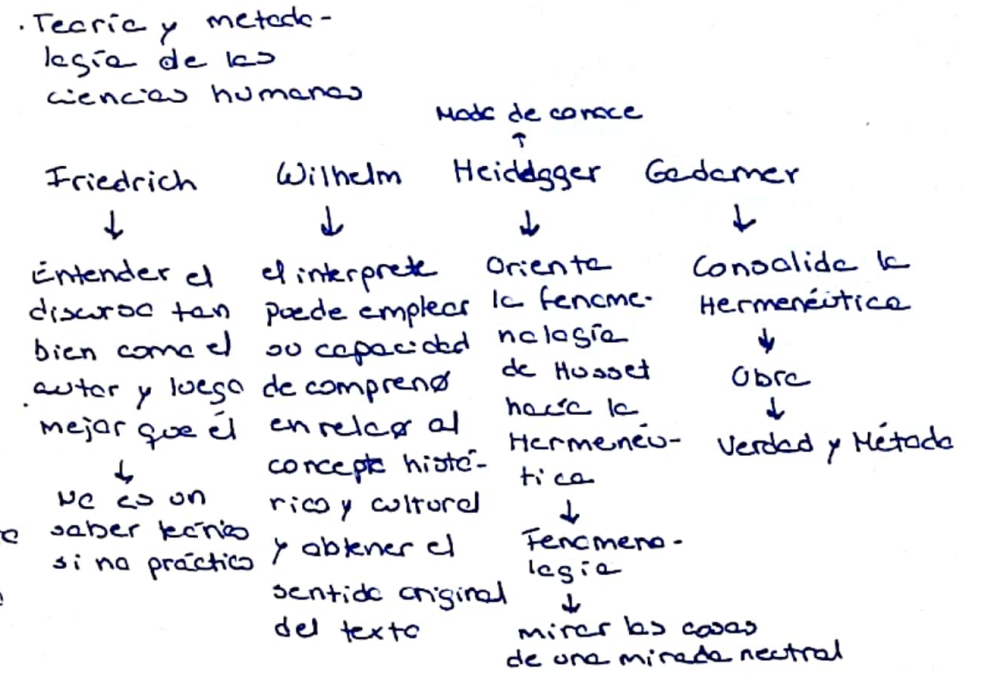 · Teoría y metodo-
logía de las
ciencias humanas
Modo de conoce
↑
Friedrich
↓
Entender el
discurso tan
bien como el
autor y luego
mejor que él
↓
No es un
saber técnico
si no práctico
Wilhelm
↓
el interprete
puede emplear
su capacidad
de comprenø
en relcø al
concepto histó-
rico y cultural
y obtener el
sentido original
del texto
Heidegger
↓
Orienta
la fenome-
nología
de Husset
hacía la
Hermenéu-
tica
↓
Fenomeno-
logía
↓
mirar las cosas
de una mirada neutral
Gadamer
↓
Consolida la
Hermenéutica
↓
Obra
↓
Verdad y Método